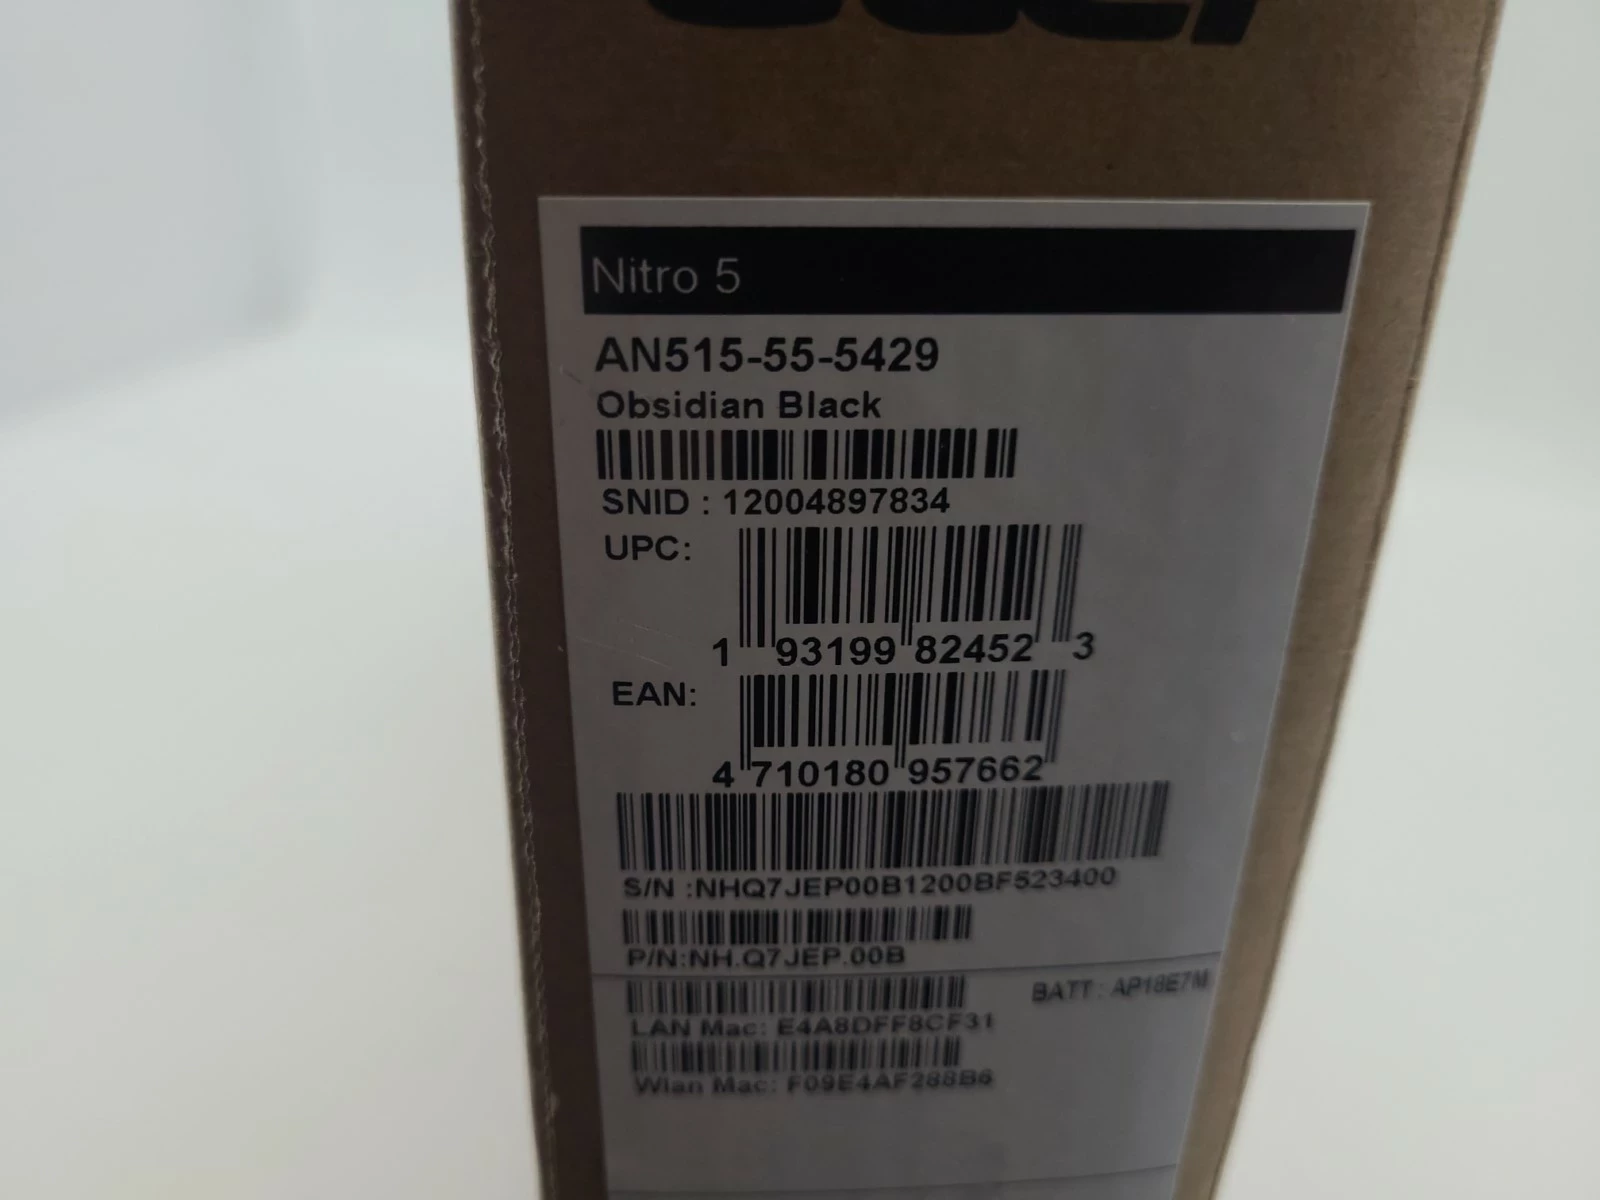 acer
Nitro 5
AN515-55-5429
Obsidian Black
SNID : 12004897834
UPC:
1 93199 82452 3
EAN:
4 710180 957662
S/N :NHQ7JEP00B1200BF523400
P/N:NH.Q7JEP.00B
BATT : AP18E7M
LAN Mac: E4A8DFF8CF31
Wlan Mac: F09E4AF288B6